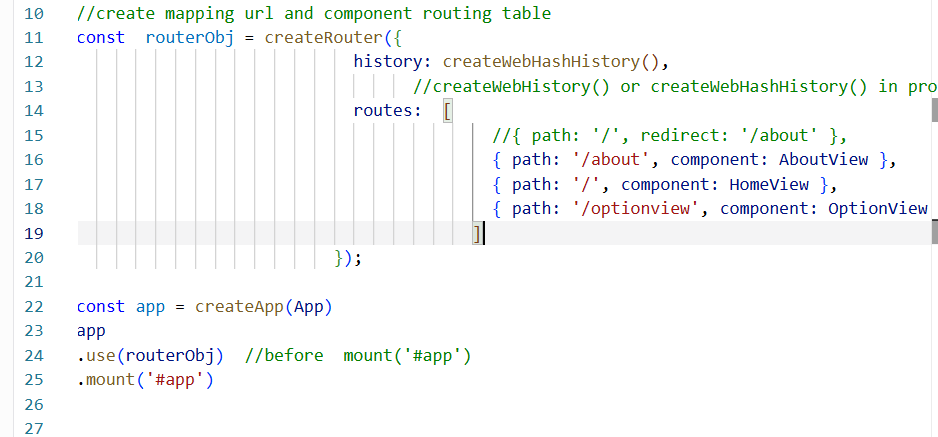 10 //create mapping url and component routing table
11 const routerObj = createRouter({
12 history: createWebHashHistory(),
13 //createWebHistory() or createWebHashHistory() in pro
14 routes: [
15 //{ path: '/', redirect: '/about' },
16 { path: '/about', component: AboutView },
17 { path: '/', component: HomeView },
18 { path: '/optionview', component: OptionView
19 ]
20 });
21
22 const app = createApp(App)
23 app
24 .use(routerObj) //before mount('#app')
25 .mount('#app')
26
27